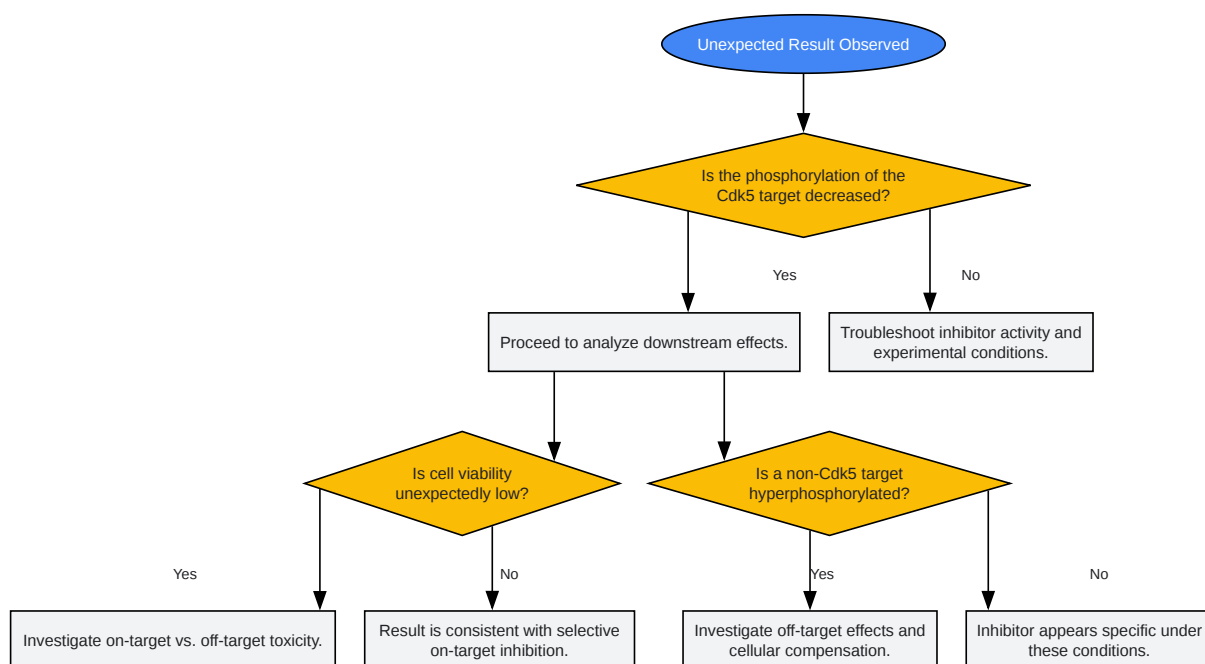 Unexpected Result Observed
Is the phosphorylation of the
Cdk5 target decreased?
Yes
No
Proceed to analyze downstream effects.
Troubleshoot inhibitor activity and
experimental conditions.
Is cell viability
unexpectedly low?
Is a non-Cdk5 target
hyperphosphorylated?
Yes
No
Yes
No
Investigate on-target vs. off-target toxicity.
Result is consistent with selective
on-target inhibition.
Investigate off-target effects and
cellular compensation.
Inhibitor appears specific under
these conditions.